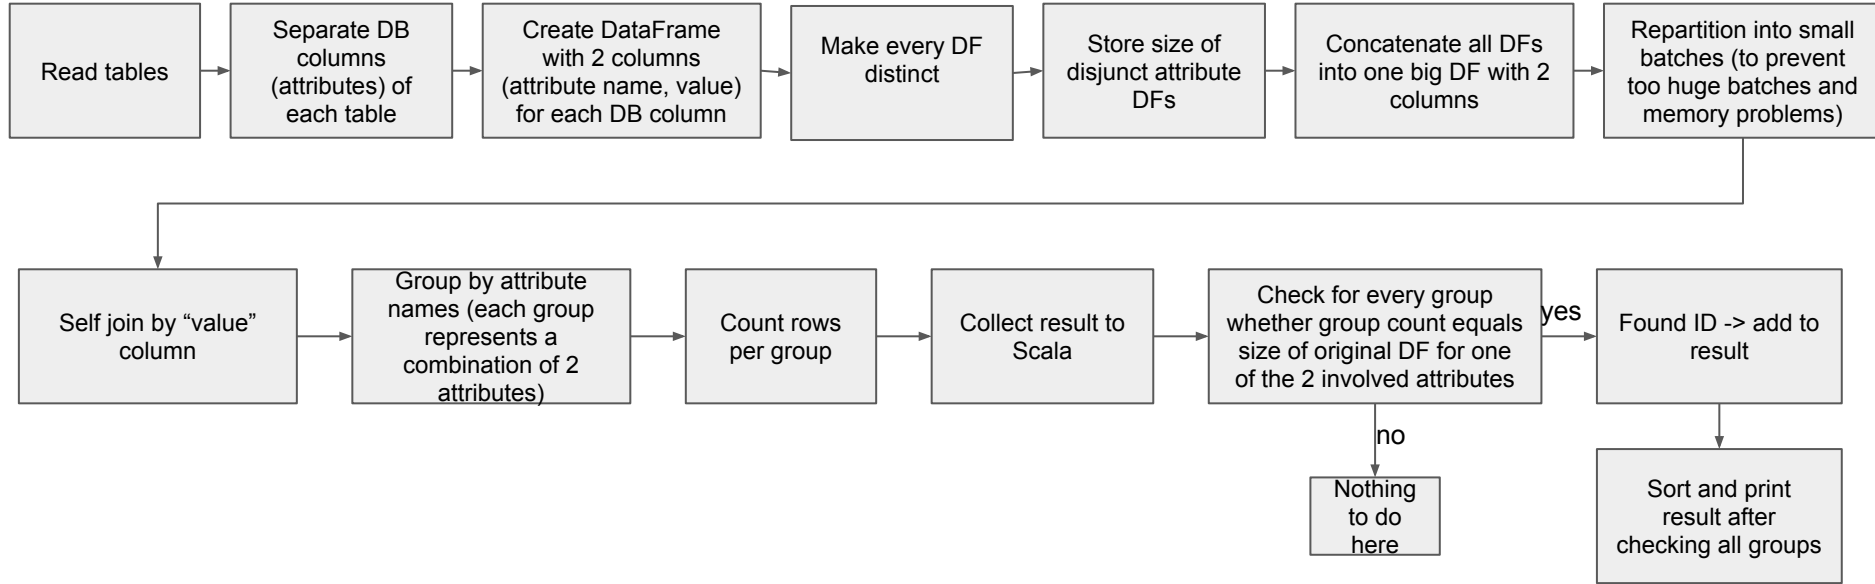 Read tables
Separate DB
columns
(attributes) of
each table
Create DataFrame
with 2 columns
(attribute name, value)
for each DB column
Make every DF
distinct
Store size of
disjunct attribute
DFs
Concatenate all DFs
into one big DF with 2
columns
Repartition into small
batches (to prevent
too huge batches and
memory problems)
Self join by “value”
column
Group by attribute
names (each group
represents a
combination of 2
attributes)
Count rows
per group
Collect result to
Scala
Check for every group
whether group count equals
size of original DF for one
of the 2 involved attributes
yes
Found ID -> add to
result
no
Nothing
to do
here
Sort and print
result after
checking all groups